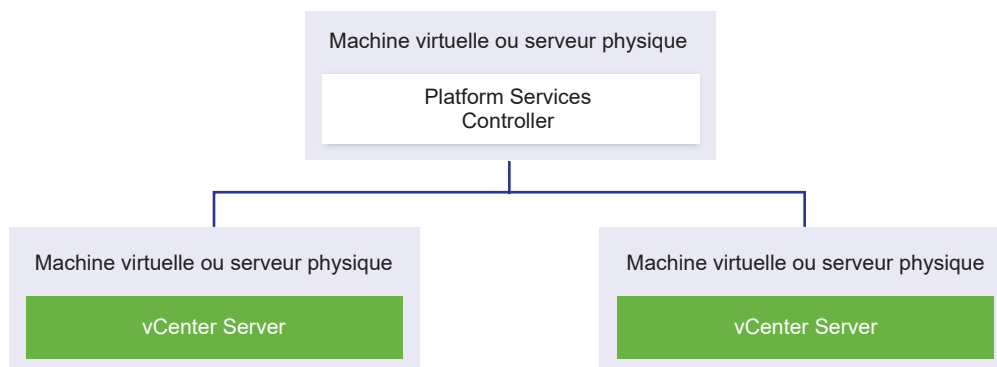 Machine virtuelle ou serveur physique
Platform Services
Controller
Machine virtuelle ou serveur physique
vCenter Server
Machine virtuelle ou serveur physique
vCenter Server